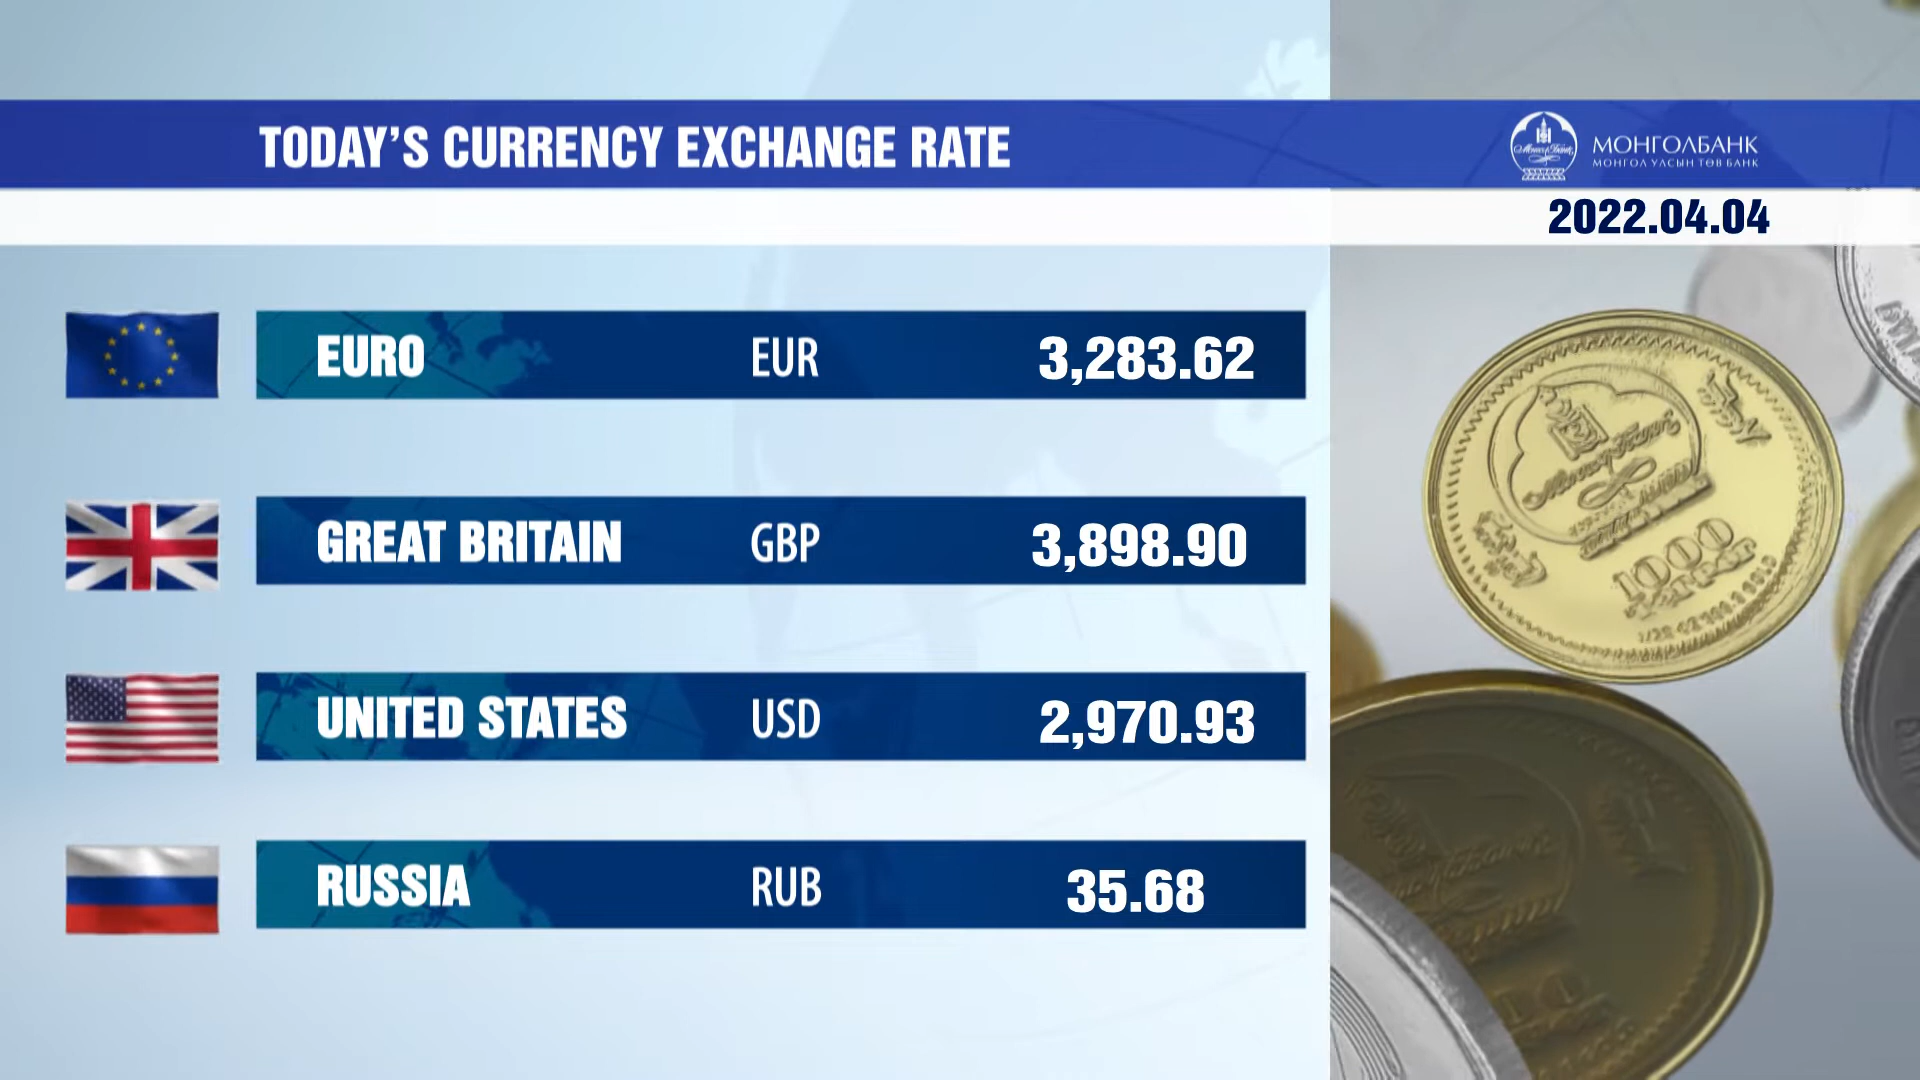 TODAY'S CURRENCY EXCHANGE RATE
МОНГОЛБАНК
МОНГОЛ УЛСЫН ТӨВ БАНК
2022.04.04
EURO EUR 3,283.62
GREAT BRITAIN GBP 3,898.90
UNITED STATES USD 2,970.93
RUSSIA RUB 35.68
1000